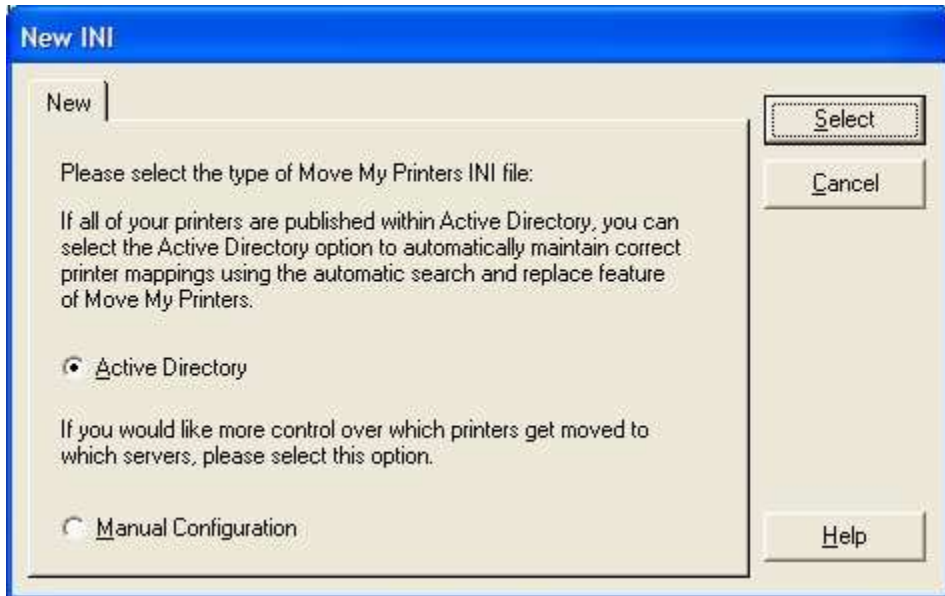 New INI
New
Select
Please select the type of Move My Printers INI file:
Cancel
If all of your printers are published within Active Directory, you can
select the Active Directory option to automatically maintain correct
printer mappings using the automatic search and replace feature
of Move My Printers.
Active Directory
If you would like more control over which printers get moved to
which servers, please select this option.
Manual Configuration
Help